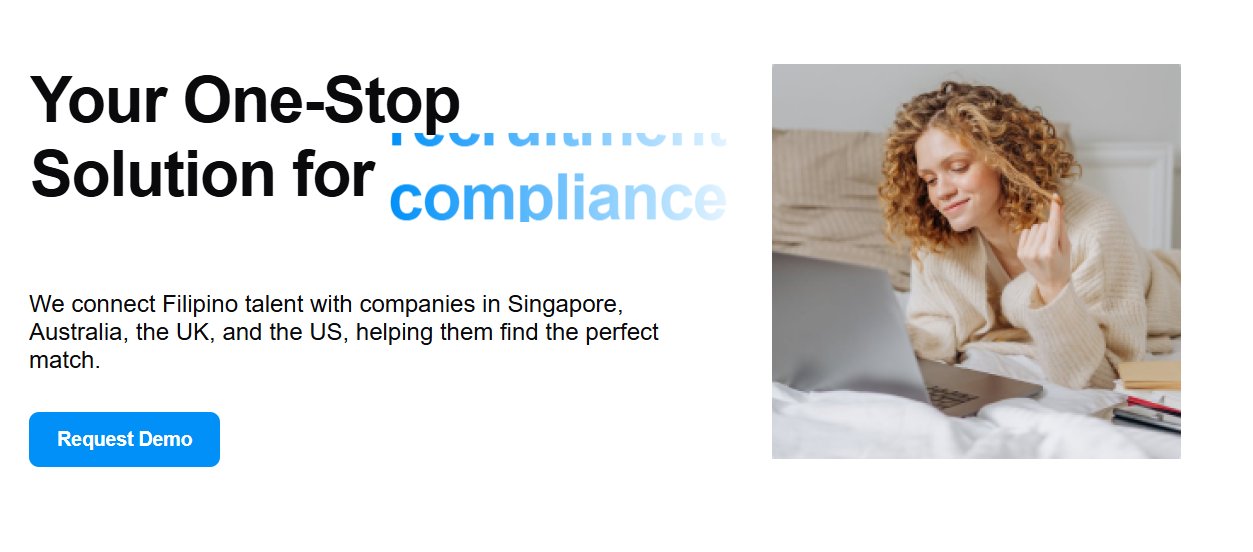 Your One-Stop
Solution for
recruitment
compliance
We connect Filipino talent with companies in Singapore,
Australia, the UK, and the US, helping them find the perfect
match.
Request Demo